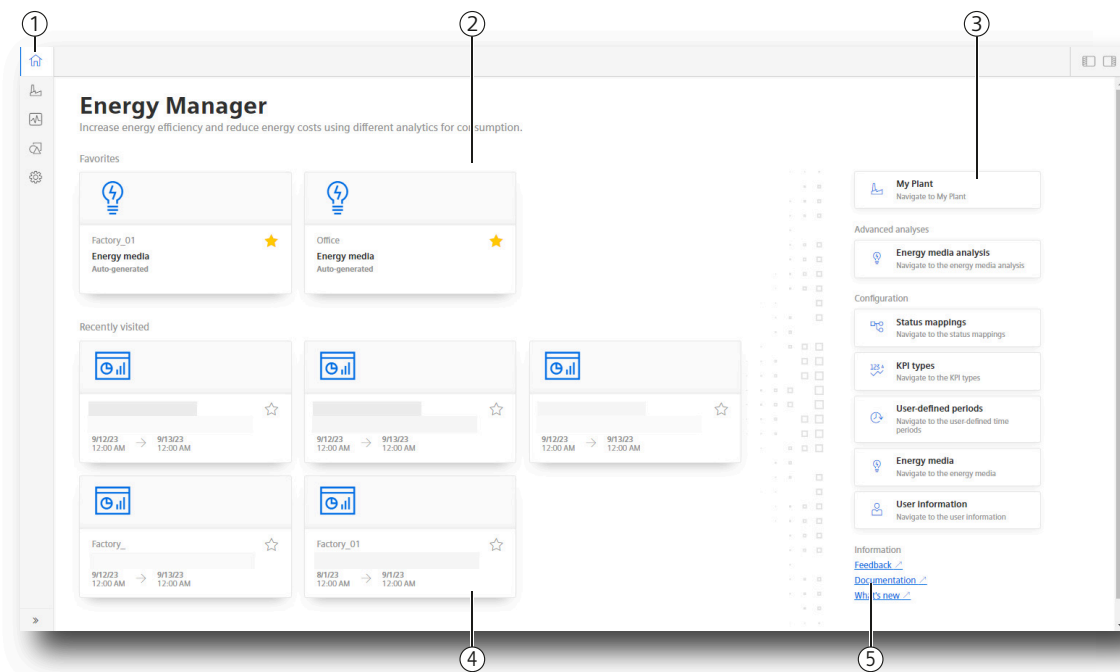 1
2
3
Energy Manager
Increase energy efficiency and reduce energy costs using different analytics for consumption.
Favorites
Factory_01
Energy media
Auto-generated
Office
Energy media
Auto-generated
Recently visited
9/12/23
12:00 AM
9/13/23
12:00 AM
9/12/23
12:00 AM
9/13/23
12:00 AM
9/12/23
12:00 AM
9/13/23
12:00 AM
Factory_
9/12/23
12:00 AM
9/13/23
12:00 AM
Factory_01
8/1/23
12:00 AM
9/1/23
12:00 AM
My Plant
Navigate to My Plant
Advanced analyses
Energy media analysis
Navigate to the energy media analysis
Configuration
Status mappings
Navigate to the status mappings
KPI types
Navigate to the KPI types
User-defined periods
Navigate to the user-defined time
periods
Energy media
Navigate to the energy media
User information
Navigate to the user information
Information
Feedback
Documentation
What's new
4
5